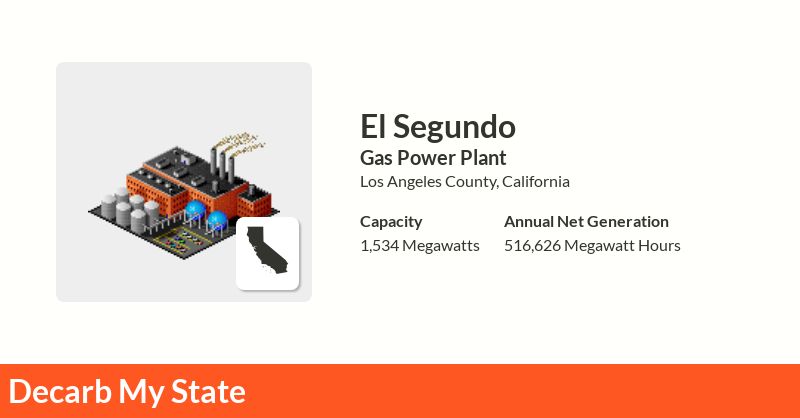 El Segundo
Gas Power Plant
Los Angeles County, California
Capacity
1,534 Megawatts
Annual Net Generation
516,626 Megawatt Hours
Decarb My State